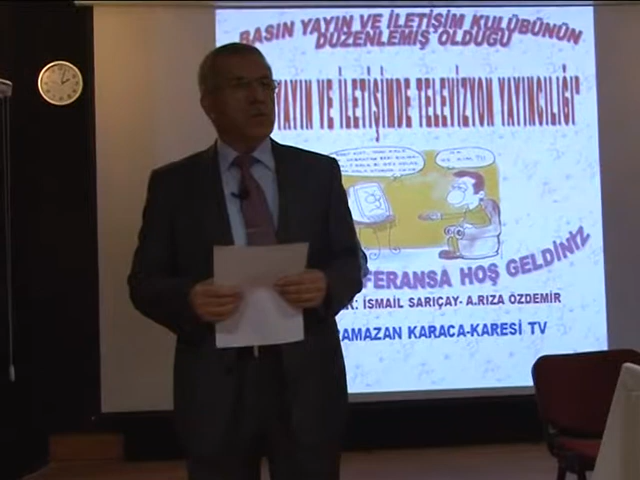 BASIN YAYIN VE İLETİŞİM KULÜBÜNÜN
DÜZENLEMİŞ OLDUĞU
YAYIN VE İLETİŞİMDE TELEVİZYON YAYINCILIĞI"
FERANSA HOŞ GELDİNİZ
: İSMAİL SARIÇAY- A.RIZA ÖZDEMİR
RAMAZAN KARACA-KARESİ TV